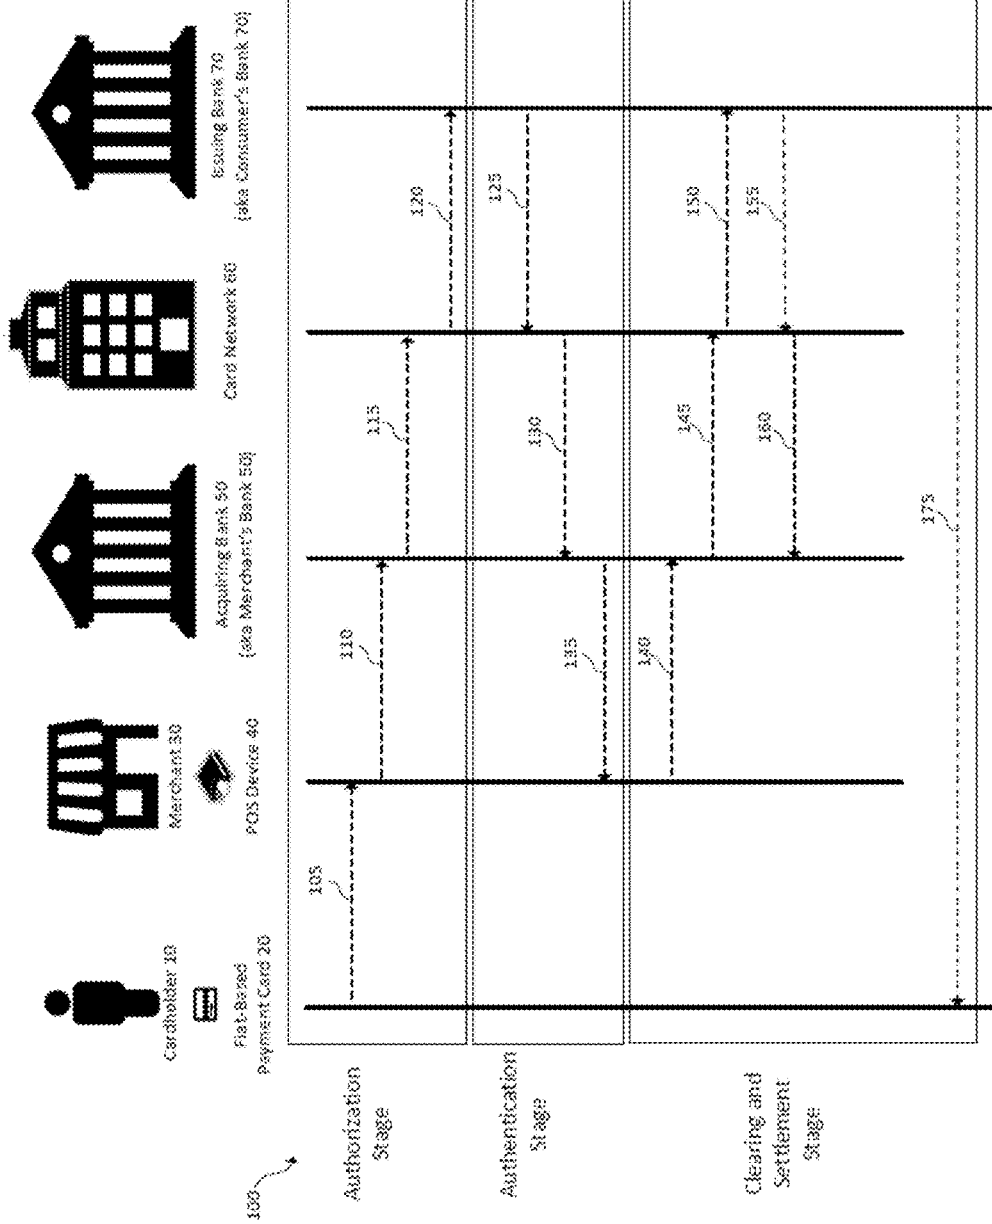 100
Cardholder 10
Fiat-Based
Payment Card 20
Merchant 30
POS Device 40
Acquiring Bank 50
(aka Merchant's Bank 50)
Card Network 60
Issuing Bank 70
(aka Consumer's Bank 70)
Authorization
Stage
105
110
115
120
Authentication
Stage
125
130
135
Clearing and
Settlement
Stage
140
145
150
155
160
175